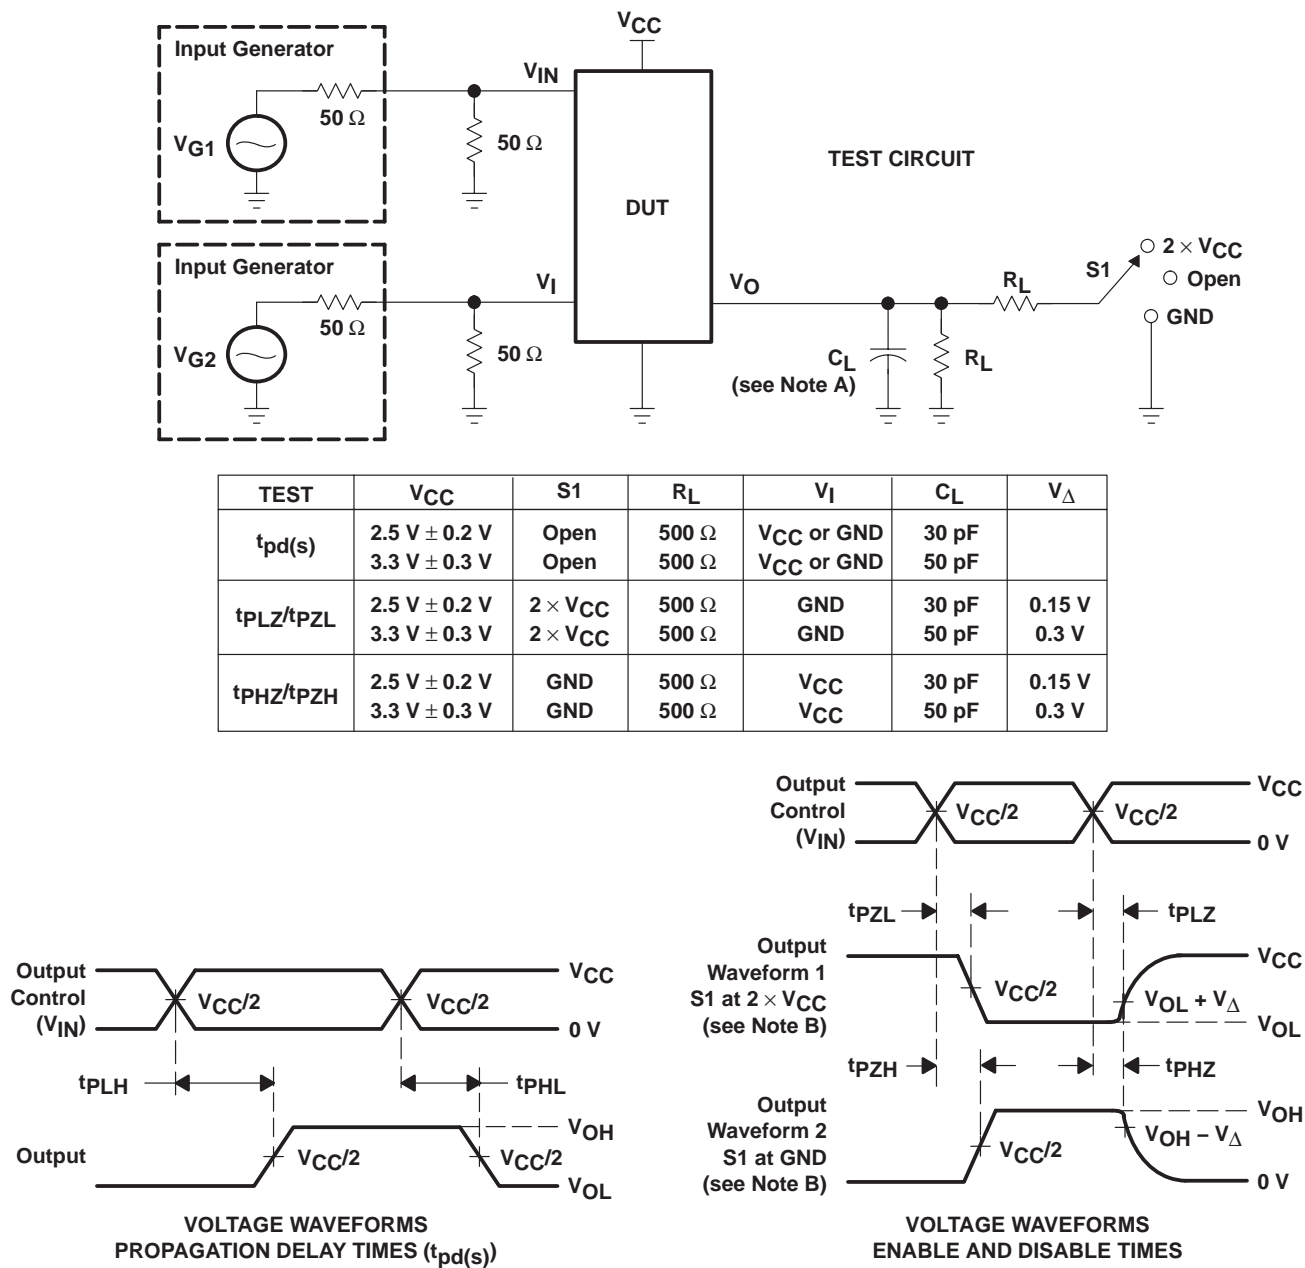 VCC
Input Generator
VG1
50 Ω
50 Ω
VIN
DUT
TEST CIRCUIT
Input Generator
VG2
50 Ω
50 Ω
VI
VO
CL
(see Note A)
RL
RL
S1
2 × VCC
Open
GND
TEST VCC S1 RL VI CL VΔ
tpd(s) 2.5 V ± 0.2 V Open 500 Ω VCC or GND 30 pF
3.3 V ± 0.3 V Open 500 Ω VCC or GND 50 pF
tPLZ/tPZL 2.5 V ± 0.2 V 2 × VCC 500 Ω GND 30 pF 0.15 V
3.3 V ± 0.3 V 2 × VCC 500 Ω GND 50 pF 0.3 V
tPHZ/tPZH 2.5 V ± 0.2 V GND 500 Ω VCC 30 pF 0.15 V
3.3 V ± 0.3 V GND 500 Ω VCC 50 pF 0.3 V
Output
Control
(VIN)
VCC/2
VCC/2
VCC
0 V
tPLH
tPHL
Output
VCC/2
VCC/2
VOH
VOL
VOLTAGE WAVEFORMS
PROPAGATION DELAY TIMES (tpd(s))
Output
Control
(VIN)
VCC/2
VCC/2
VCC
0 V
tPZL
tPLZ
Output
Waveform 1
S1 at 2 × VCC
(see Note B)
VCC/2
VCC
VOL + VΔ
VOL
tPZH
tPHZ
Output
Waveform 2
S1 at GND
(see Note B)
VCC/2
VOH
VOH − VΔ
0 V
VOLTAGE WAVEFORMS
ENABLE AND DISABLE TIMES